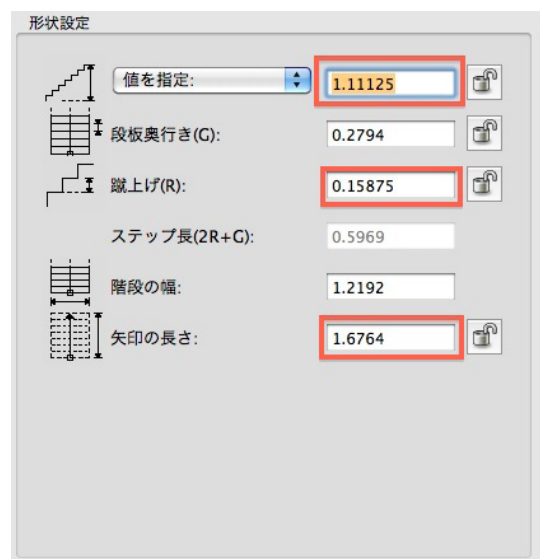 形状設定
値を指定: 1.11125
段板奥行き(G): 0.2794
蹴上げ(R): 0.15875
ステップ長(2R+G): 0.5969
階段の幅: 1.2192
矢印の長さ: 1.6764